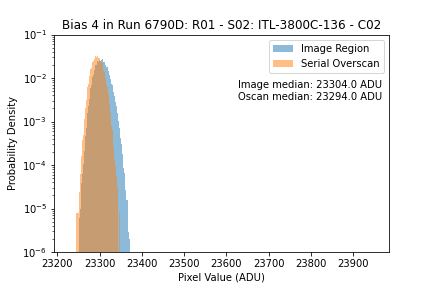 Bias 4 in Run 6790D: R01 - S02: ITL-3800C-136 - C02
Image Region
Serial Overscan
Image median: 23304.0 ADU
Oscan median: 23294.0 ADU
Probability Density
10⁻¹
10⁻²
10⁻³
10⁻⁴
10⁻⁵
10⁻⁶
23200 23300 23400 23500 23600 23700 23800 23900
Pixel Value (ADU)